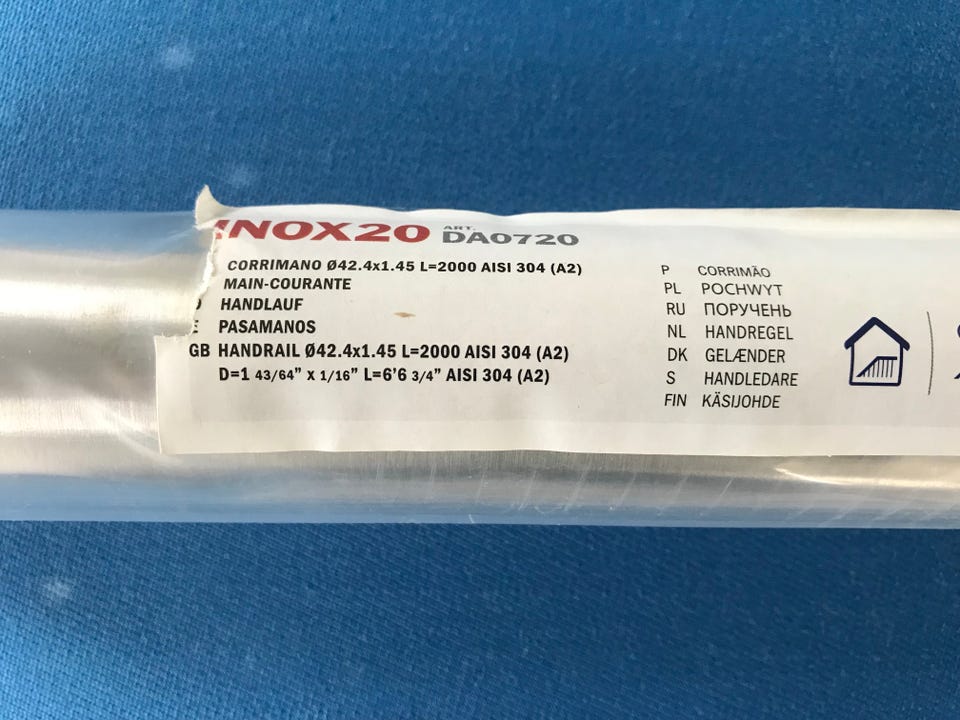 INOX20 ART. DA0720
CORRIMANO Ø42.4x1.45 L=2000 AISI 304 (A2)
MAIN-COURANTE
HANDLAUF
PASAMANOS
GB HANDRAIL Ø42.4x1.45 L=2000 AISI 304 (A2)
D=1 43/64” x 1/16” L=6’6 3/4” AISI 304 (A2)
P CORRIMÃO
PL POCHWYT
RU ПОРУЧЕНЬ
NL HANDREGEL
DK GELÆNDER
S HANDLEDARE
FIN KÄSIJOHDE